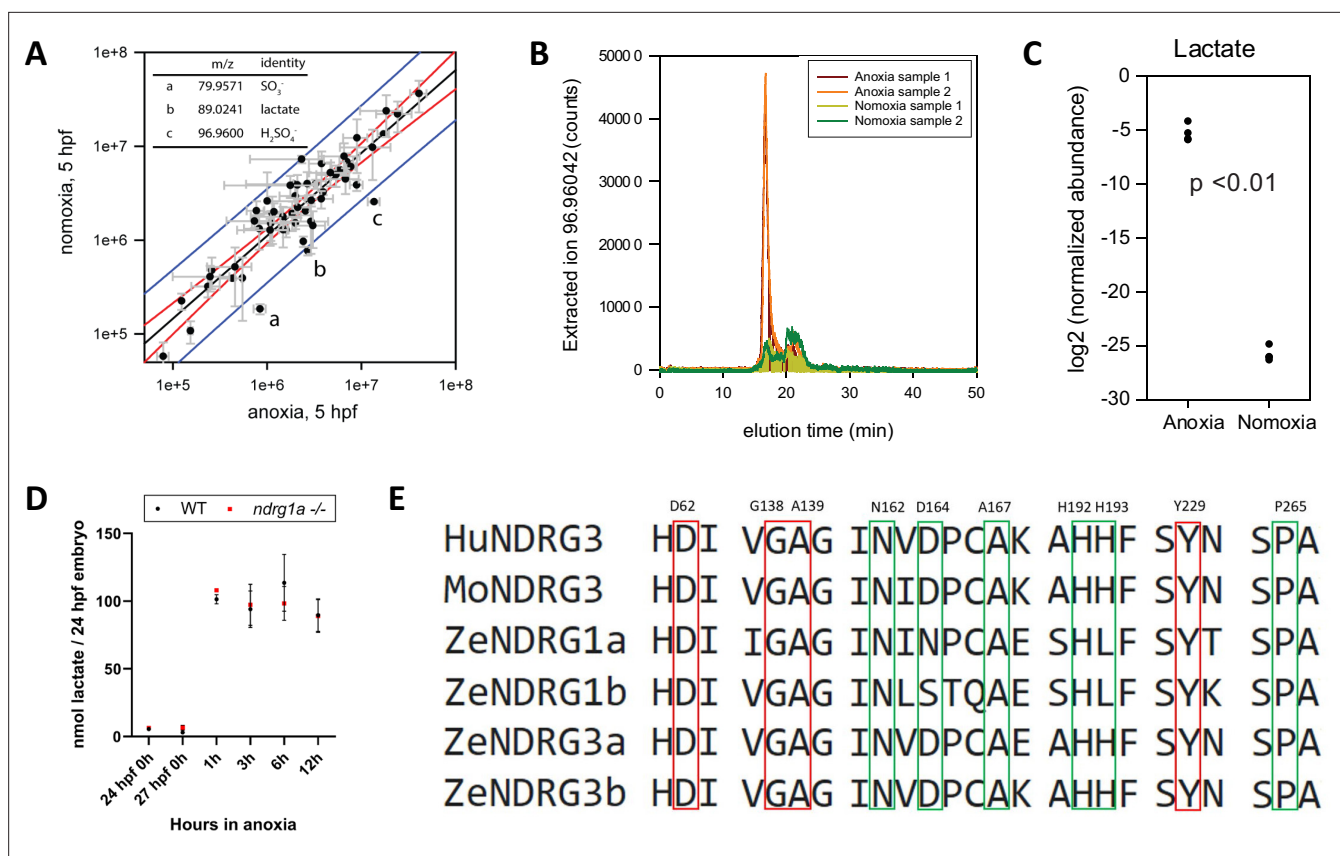 A
1e+8
1e+7
1e+6
1e+5
nomoxia, 5 hpf
m/z identity
a 79.9571 SO₃⁻
b 89.0241 lactate
c 96.9600 H₂SO₄⁻
c
b
a
1e+5 1e+6 1e+7 1e+8
anoxia, 5 hpf
B
5000 0
4000 0
3000 0
2000 0
1000 0
0
Extracted ion 96.96042 (counts)
Anoxia sample 1
Anoxia sample 2
Nomoxia sample 1
Nomoxia sample 2
0 10 20 30 40 50
elution time (min)
C
Lactate
0
-5
-10
-15
-20
-25
-30
log2 (normalized abundance)
p <0.01
Anoxia Nomoxia
D
WT ndrg1a -/-
150
100
50
0
nmol lactate / 24 hpf embryo
24 hpf 0h 27 hpf 0h 1h 3h 6h 12h
Hours in anoxia
E
D62 G138 A139 N162 D164 A167 H192 H193 Y229 P265
HuNDRG3 HDI VGAG INVDPCAK AHHF SYN SPA
MoNDRG3 HDI VGAG INIDPCAK AHHF SYN SPA
ZeNDRG1a HDI IGAG ININPCAE SHLF SYT SPA
ZeNDRG1b HDI VGAG INLSTQAE SHLF SYK SPA
ZeNDRG3a HDI VGAG INVDPCAE AHHF SYN SPA
ZeNDRG3b HDI VGAG INVDPCAK AHHF SYN SPA